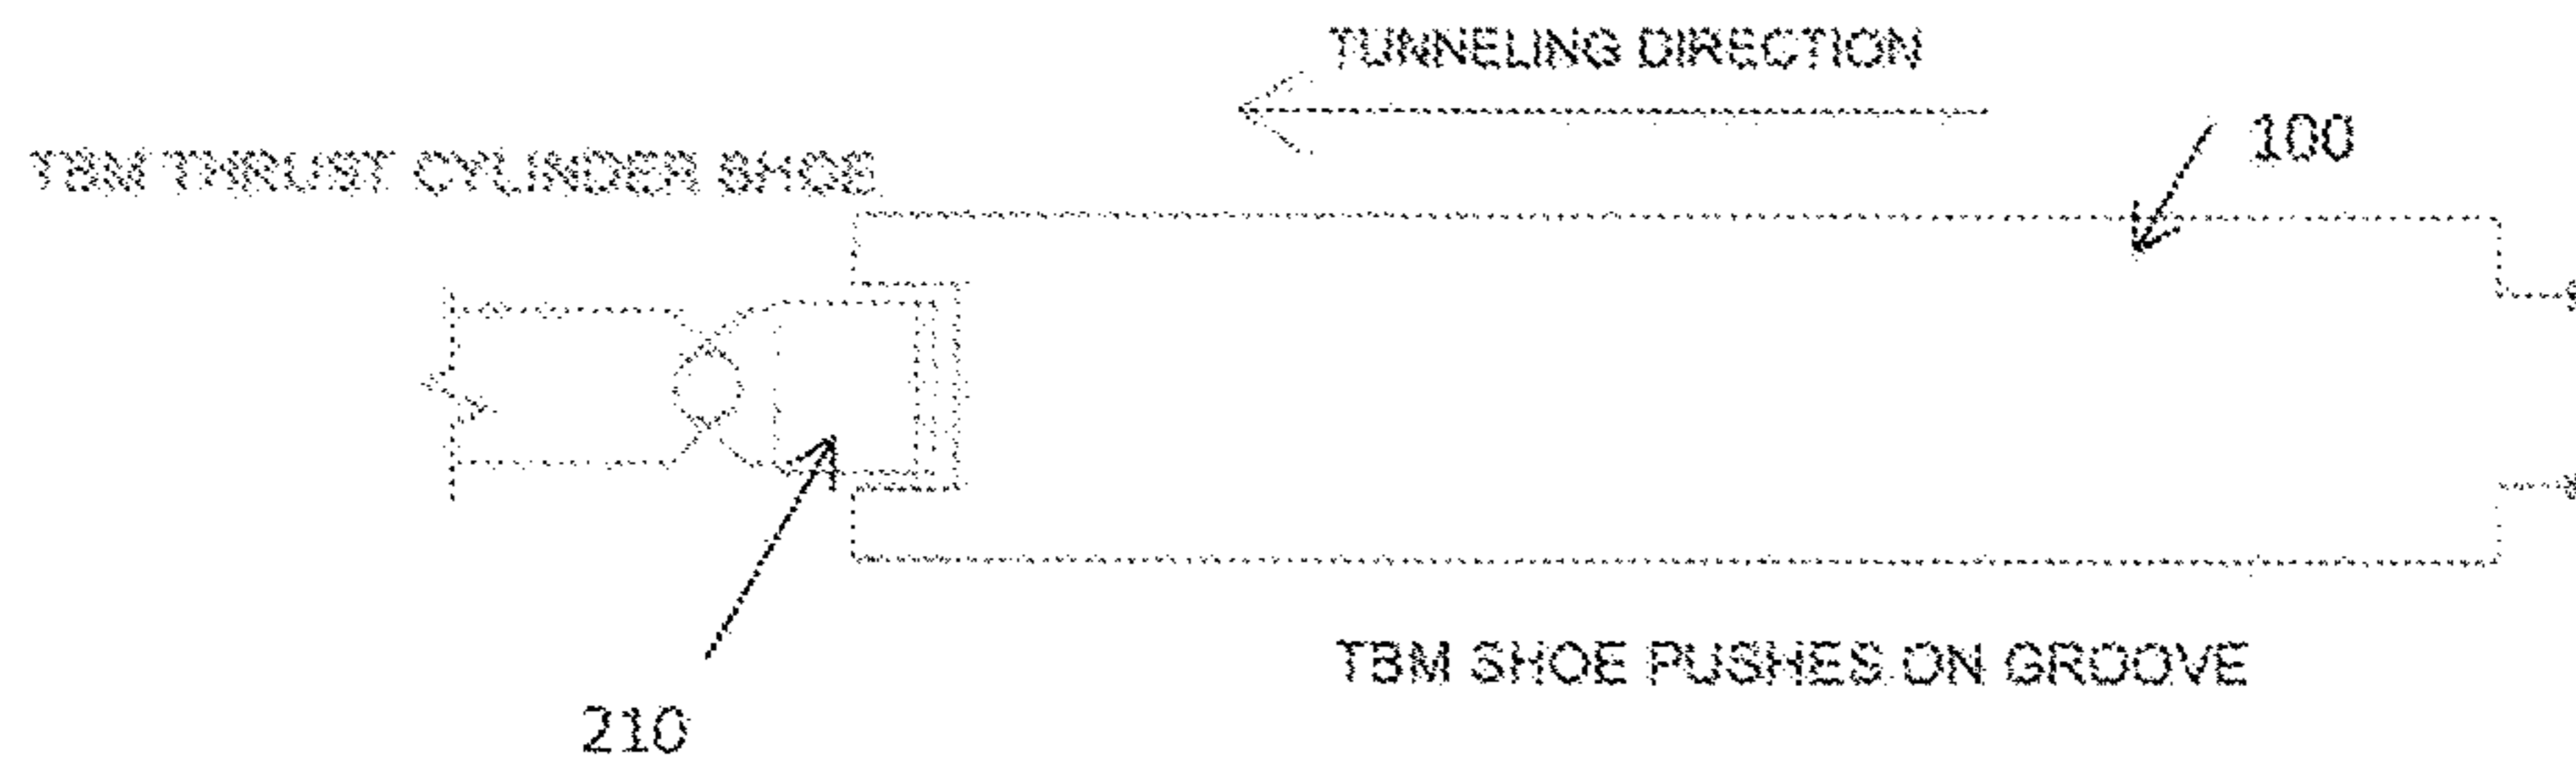 TUNNELING DIRECTION
100
TBM THRUST CYLINDER SHOE
TBM SHOE PUSHES ON GROOVE
210